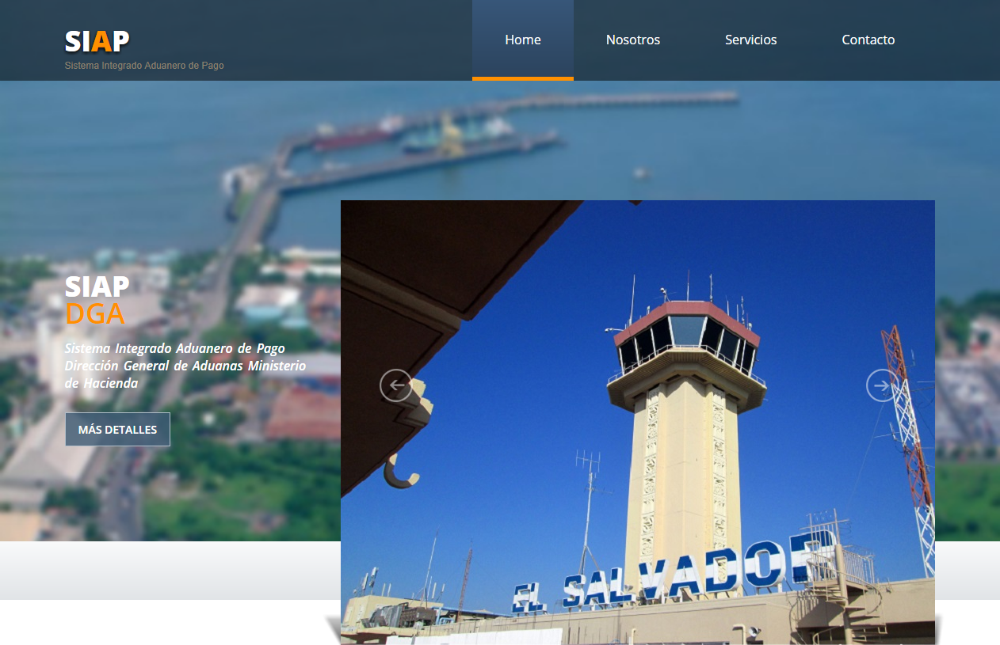 SIAP
Sistema Integrado Aduanero de Pago
Home
Nosotros
Servicios
Contacto
SIAP
DGA
Sistema Integrado Aduanero de Pago
Dirección General de Aduanas Ministerio
de Hacienda
MÁS DETALLES
EL SALVADOR